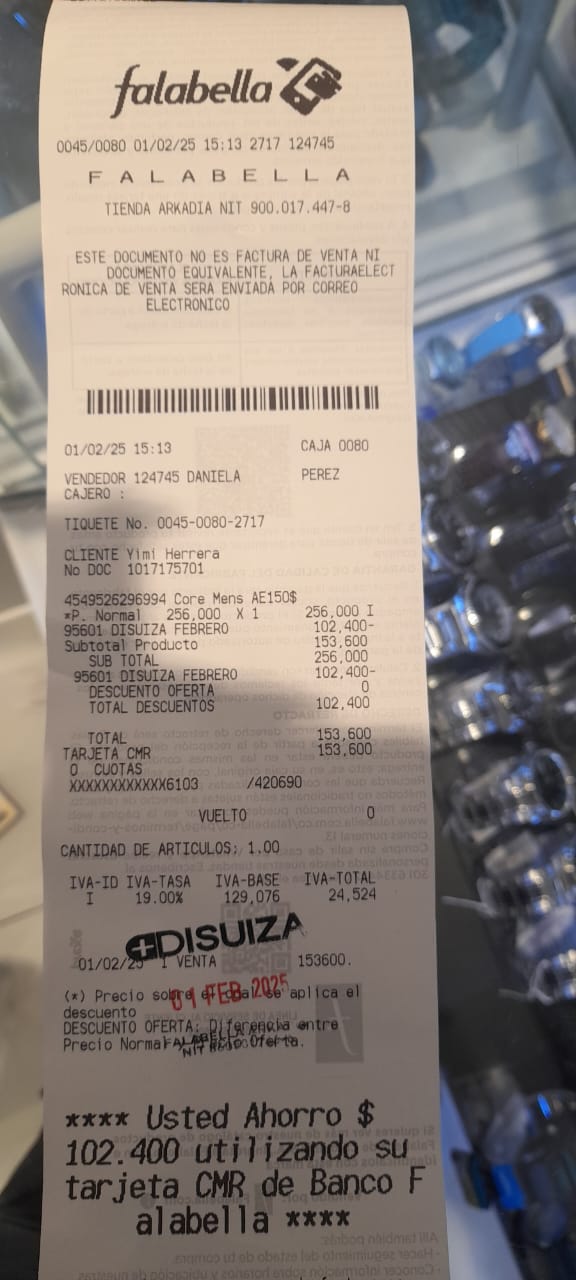 falabella
0045/0080 01/02/25 15:13 2717 124745
F A L A B E L L A
TIENDA ARKADIA NIT 900.017.447-8
ESTE DOCUMENTO NO ES FACTURA DE VENTA NI
DOCUMENTO EQUIVALENTE, LA FACTURAELECT
RONICA DE VENTA SERA ENVIADA POR CORREO
ELECTRONICO
01/02/25 15:13 CAJA 0080
VENDEDOR 124745 DANIELA PEREZ
CAJERO :
TIQUETE No. 0045-0080-2717
CLIENTE Yimi Herrera
No DOC 1017175701
4549526296994 Core Mens AE150$
*P. Normal 256,000 X 1 256,000 I
95601 DISUIZA FEBRERO 102,400-
Subtotal Producto 153,600
SUB TOTAL 256,000
95601 DISUIZA FEBRERO 102,400-
DESCUENTO OFERTA 0
TOTAL DESCUENTOS 102,400
TOTAL 153,600
TARJETA CMR 153,600
0 CUOTAS
XXXXXXXXXXXX6103 /420690
VUELTO 0
CANTIDAD DE ARTICULOS; 1.00
IVA-ID IVA-TASA IVA-BASE IVA-TOTAL
I 19.00% 129,076 24,524
DISUIZA
01/02/25 1 VENTA 153600.
01 FEB 2025
(*) Precio sobre el cual se aplica el
descuento
DESCUENTO OFERTA: Diferencia entre
Precio Normal y Precio Oferta.
FALABELLA
NIT
**** Usted Ahorro $
102.400 utilizando su
tarjeta CMR de Banco F
alabella ****